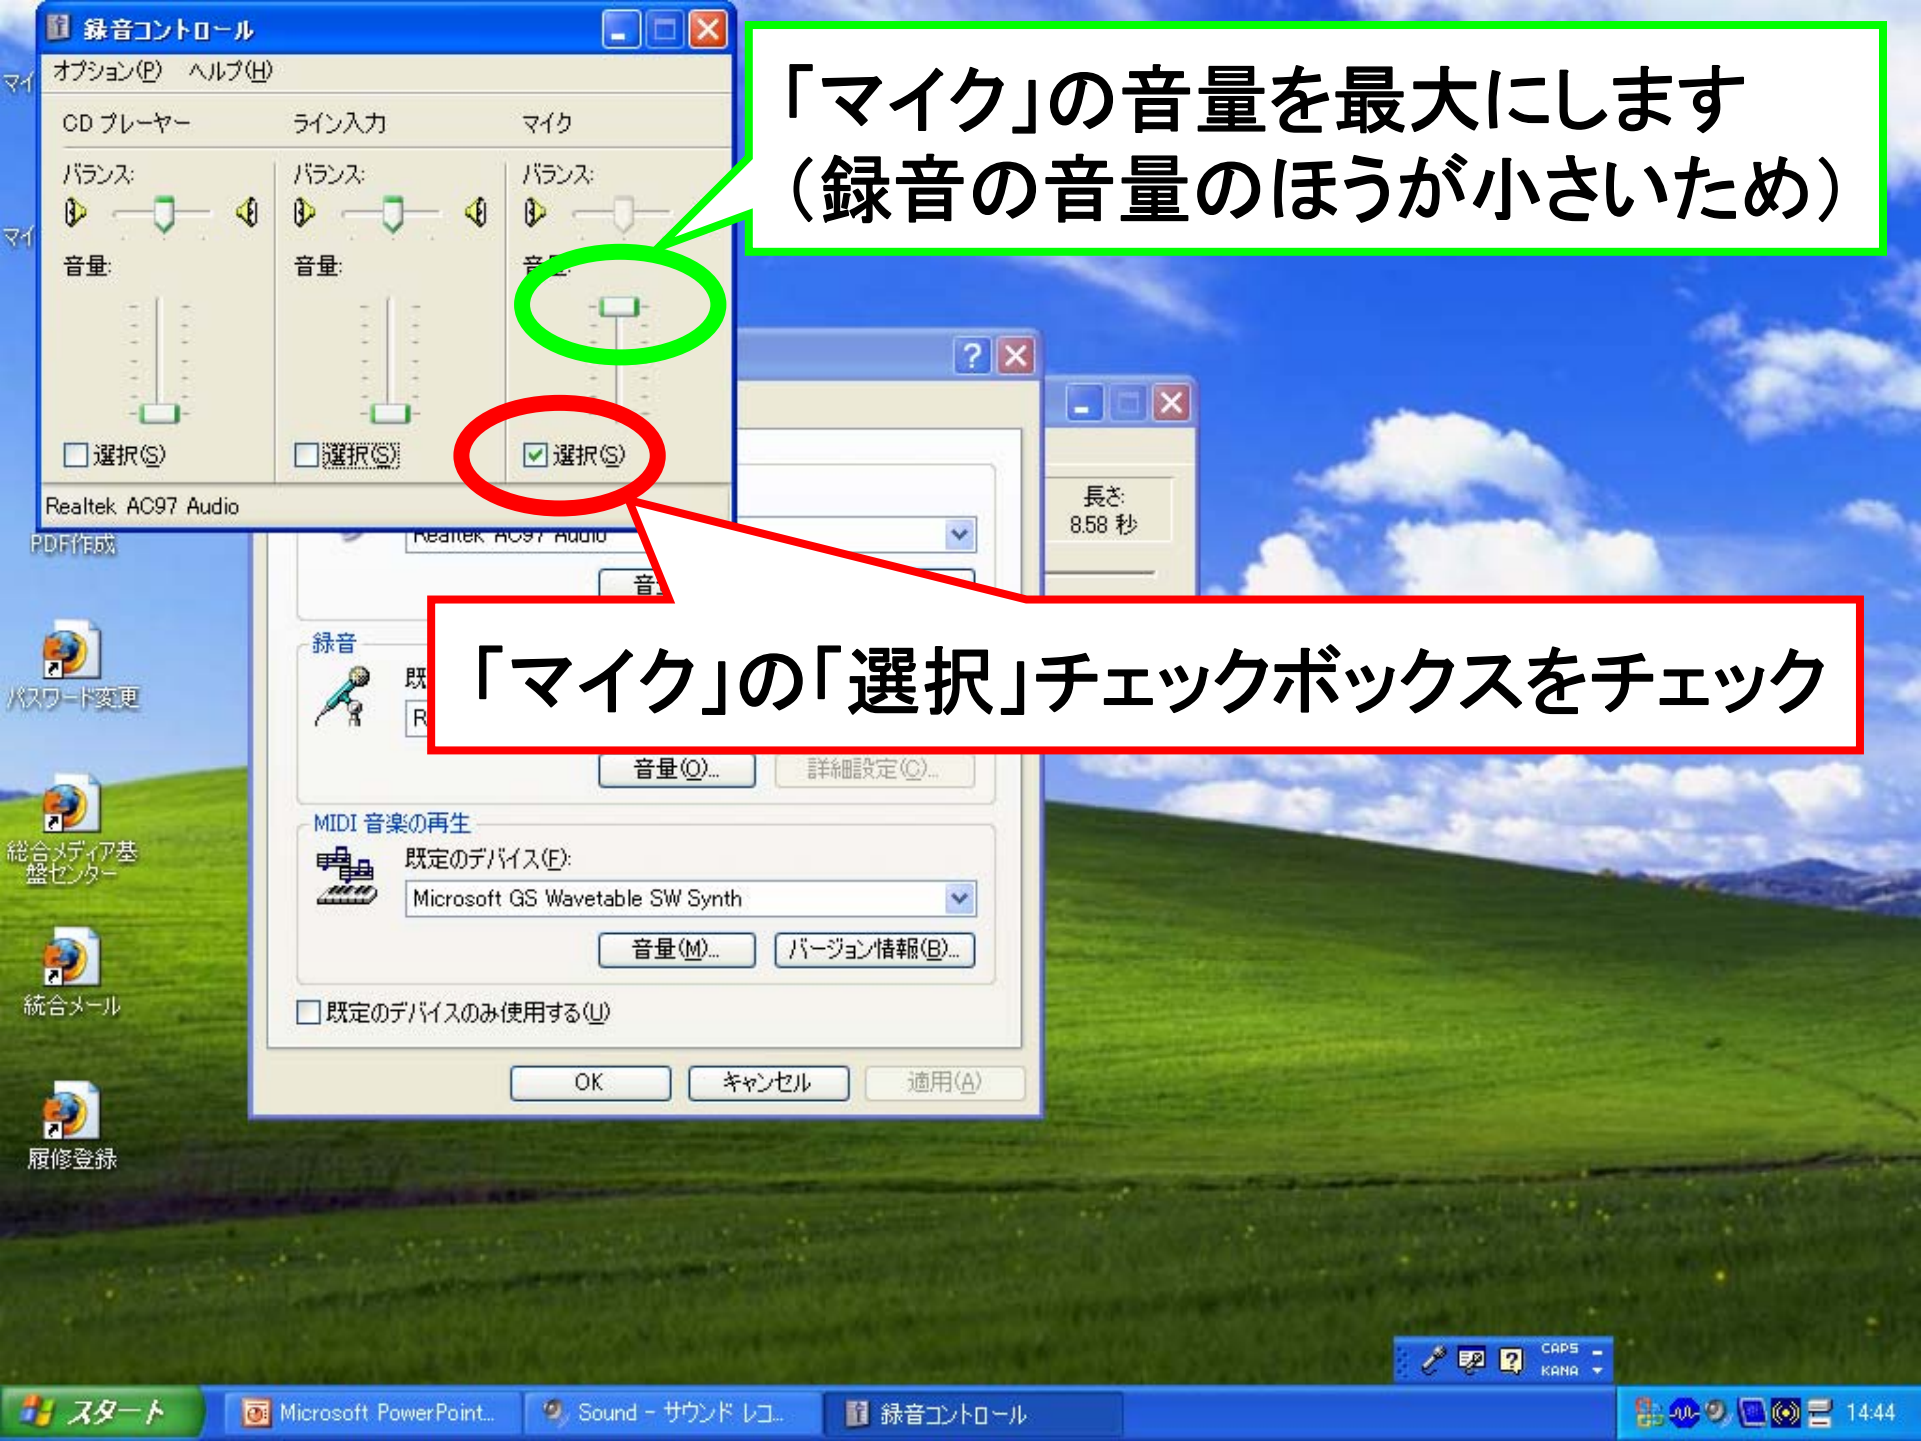 録音コントロール
オプション(P) ヘルプ(H)
CD プレーヤー ライン入力 マイク
バランス: バランス: バランス:
音量: 音量:
選択(S) 選択(S) 選択(S)
Realtek AC97 Audio
「マイク」の音量を最大にします
（録音の音量のほうが小さいため）
マイ
マイ
PDF作成
パスワード変更
総合メディア基
盤センター
統合メール
履修登録
長さ:
8.58 秒
Realtek AC97 Audio
録音
既
R
「マイク」の「選択」チェックボックスをチェック
音量(O)... 詳細設定(C)...
MIDI 音楽の再生
既定のデバイス(F):
Microsoft GS Wavetable SW Synth
音量(M)... バージョン情報(B)...
既定のデバイスのみ使用する(U)
OK キャンセル 適用(A)
CAPS
KANA
スタート Microsoft PowerPoint... Sound - サウンド レコ... 録音コントロール 14:44